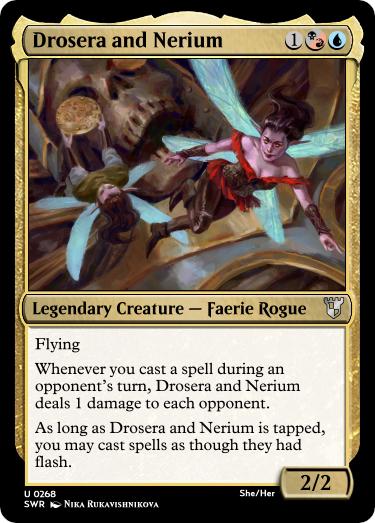 Drosera and Nerium 1
Legendary Creature — Faerie Rogue
Flying
Whenever you cast a spell during an
opponent's turn, Drosera and Nerium
deals 1 damage to each opponent.
As long as Drosera and Nerium is tapped,
you may cast spells as though they had
flash.
2/2
U 0268 She/Her
SWR Nika Rukavishnikova